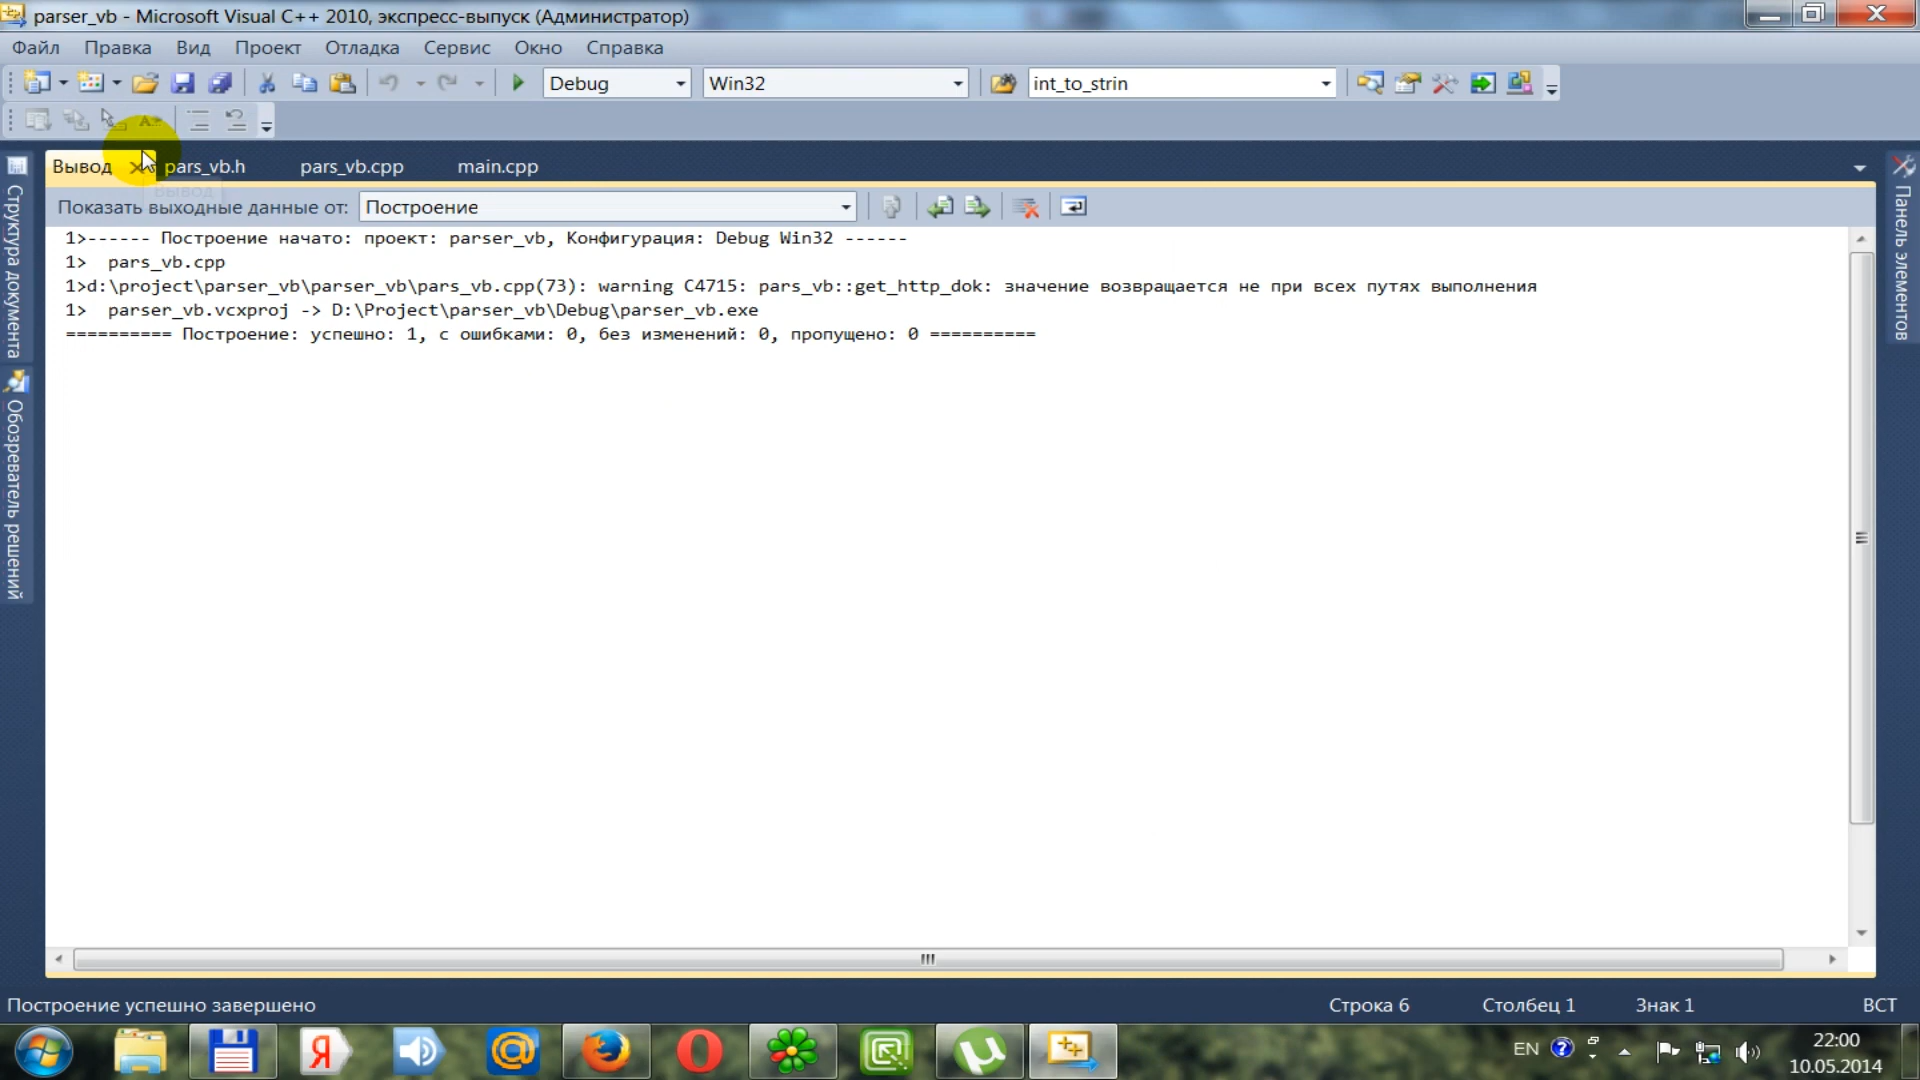 parser_vb - Microsoft Visual C++ 2010, экспресс-выпуск (Администратор)
Файл Правка Вид Проект Отладка Сервис Окно Справка
Debug Win32 int_to_strin
Вывод pars_vb.h pars_vb.cpp main.cpp
Вывод
Показать выходные данные от: Построение
1>------ Построение начато: проект: parser_vb, Конфигурация: Debug Win32 ------
1>  pars_vb.cpp
1>d:\project\parser_vb\parser_vb\pars_vb.cpp(73): warning C4715: pars_vb::get_http_dok: значение возвращается не при всех путях выполнения
1>  parser_vb.vcxproj -> D:\Project\parser_vb\Debug\parser_vb.exe
========== Построение: успешно: 1, с ошибками: 0, без изменений: 0, пропущено: 0 ==========
Структура документа
Обозреватель решений
Панель элементов
Построение успешно завершено Строка 6 Столбец 1 Знак 1 ВСТ
Я @ EN 22:00
10.05.2014